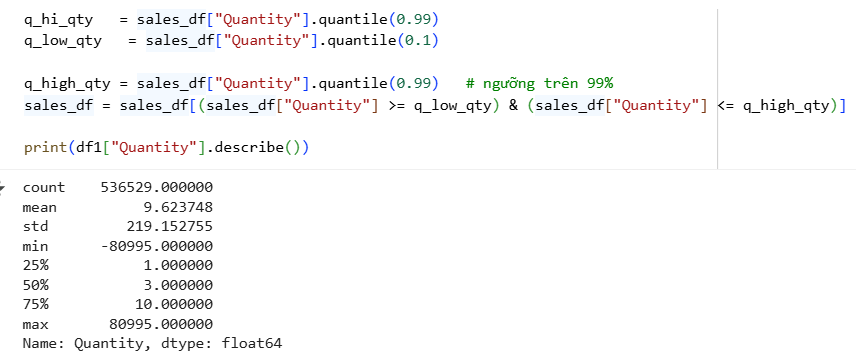 q_hi_qty   = sales_df["Quantity"].quantile(0.99)
q_low_qty   = sales_df["Quantity"].quantile(0.1)
q_high_qty = sales_df["Quantity"].quantile(0.99)   # ngưỡng trên 99%
sales_df = sales_df[(sales_df["Quantity"] >= q_low_qty) & (sales_df["Quantity"] <= q_high_qty)]
print(df1["Quantity"].describe())
count    536529.000000
mean          9.623748
std         219.152755
min      -80995.000000
25%           1.000000
50%           3.000000
75%          10.000000
max       80995.000000
Name: Quantity, dtype: float64